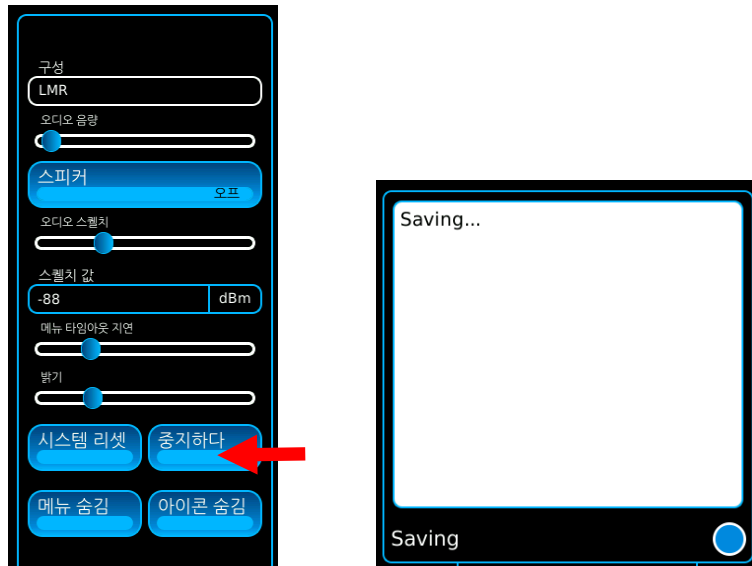 구성
LMR
오디오 음량
스피커
오프
오디오 스퀠치
스퀠치 값
-88 dBm
메뉴 타임아웃 지연
밝기
시스템 리셋 중지하다
메뉴 숨김 아이콘 숨김
Saving...
Saving